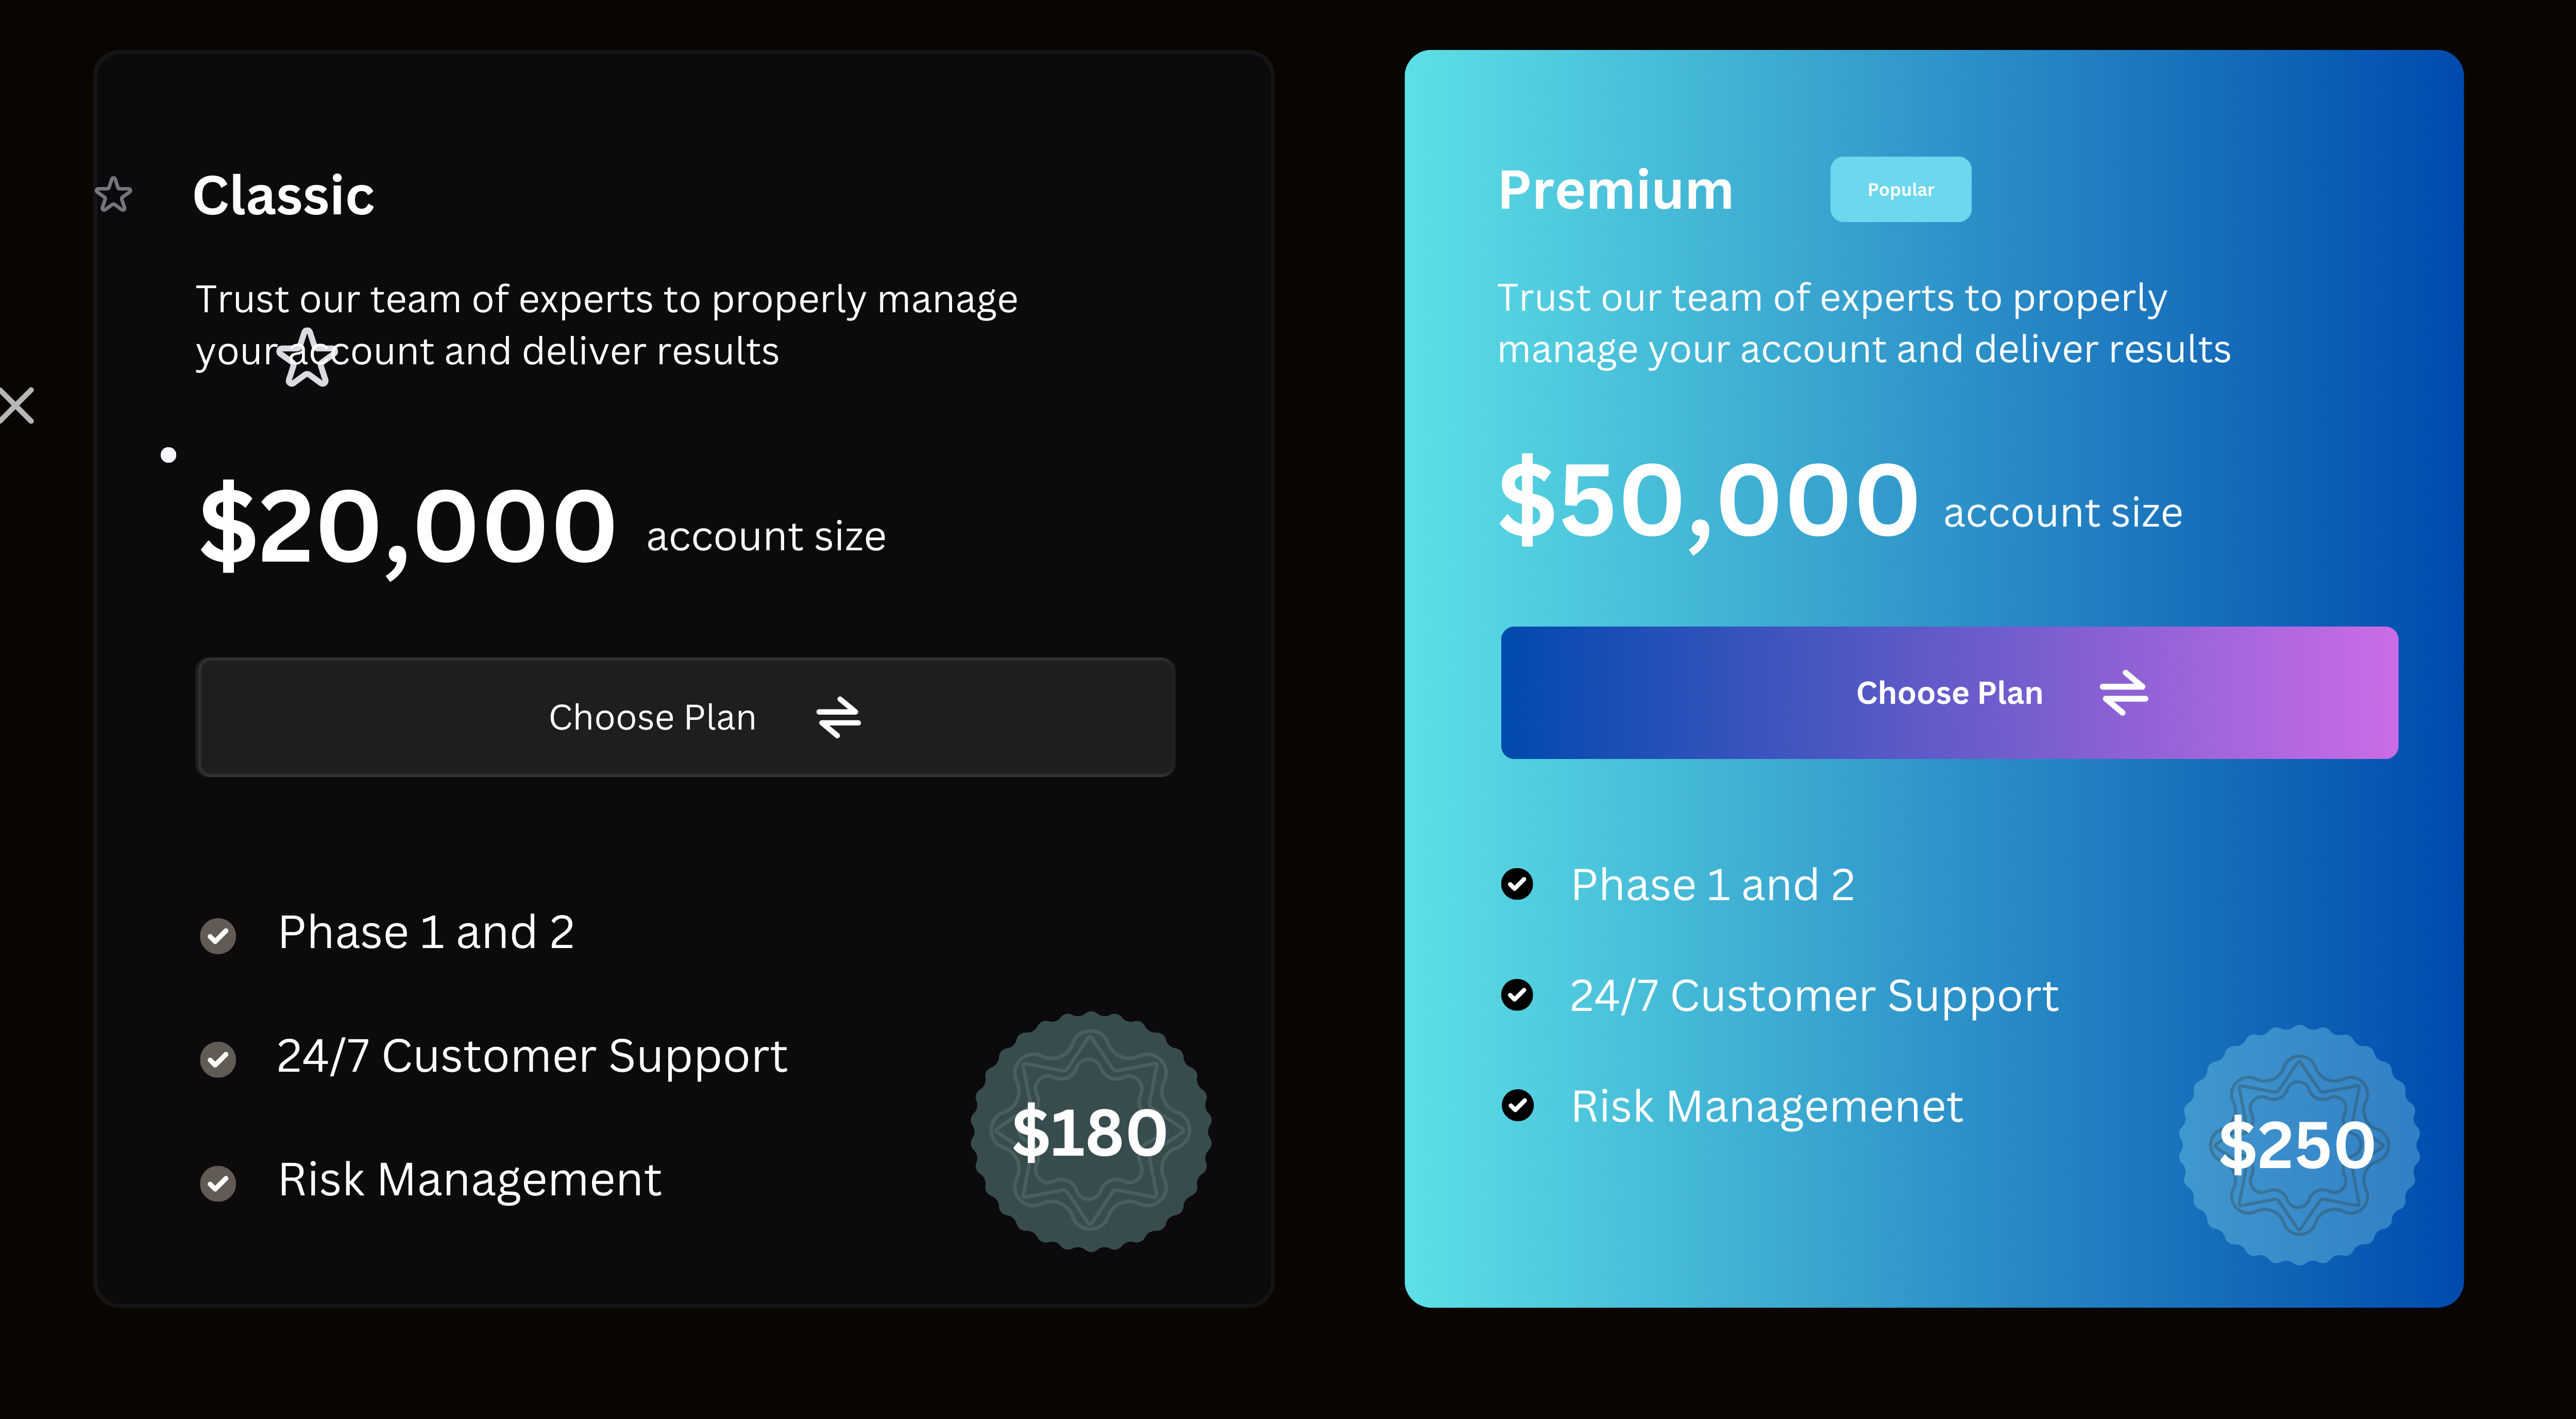 Classic
Trust our team of experts to properly manage
your account and deliver results
$20,000 account size
Choose Plan
Phase 1 and 2
24/7 Customer Support
Risk Management
$180
Premium
Popular
Trust our team of experts to properly
manage your account and deliver results
$50,000 account size
Choose Plan
Phase 1 and 2
24/7 Customer Support
Risk Managemenet
$250